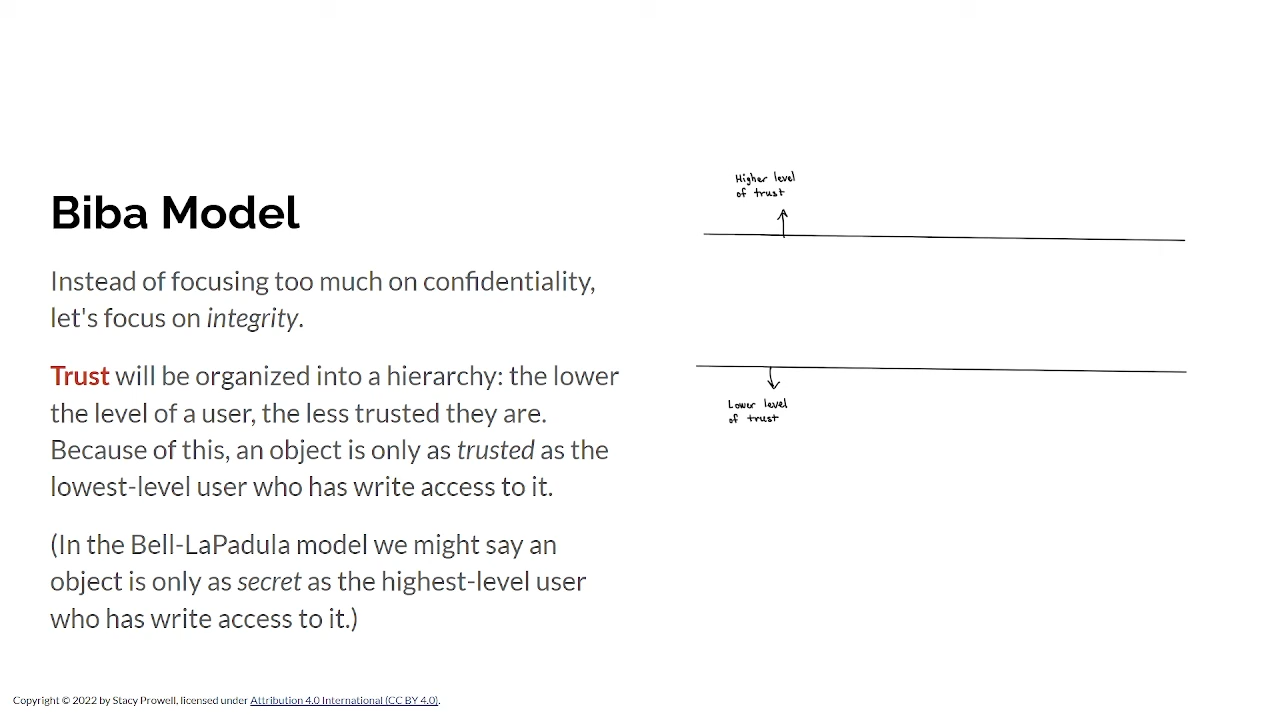 Biba Model
Instead of focusing too much on confidentiality,
let's focus on integrity.
Trust will be organized into a hierarchy: the lower
the level of a user, the less trusted they are.
Because of this, an object is only as trusted as the
lowest-level user who has write access to it.
(In the Bell-LaPadula model we might say an
object is only as secret as the highest-level user
who has write access to it.)
Higher level
of trust
Lower level
of trust
Copyright © 2022 by Stacy Prowell, licensed under Attribution 4.0 International (CC BY 4.0).